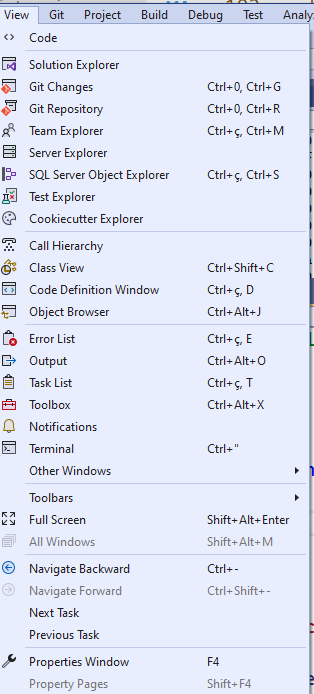 View Git Project Build Debug Test Analy
Code
Solution Explorer
Git Changes Ctrl+0, Ctrl+G
Git Repository Ctrl+0, Ctrl+R
Team Explorer Ctrl+ç, Ctrl+M
Server Explorer
SQL Server Object Explorer Ctrl+ç, Ctrl+S
Test Explorer
Cookiecutter Explorer
Call Hierarchy
Class View Ctrl+Shift+C
Code Definition Window Ctrl+ç, D
Object Browser Ctrl+Alt+J
Error List Ctrl+ç, E
Output Ctrl+Alt+O
Task List Ctrl+ç, T
Toolbox Ctrl+Alt+X
Notifications
Terminal Ctrl+"
Other Windows
Toolbars
Full Screen Shift+Alt+Enter
All Windows Shift+Alt+M
Navigate Backward Ctrl+-
Navigate Forward Ctrl+Shift+-
Next Task
Previous Task
Properties Window F4
Property Pages Shift+F4